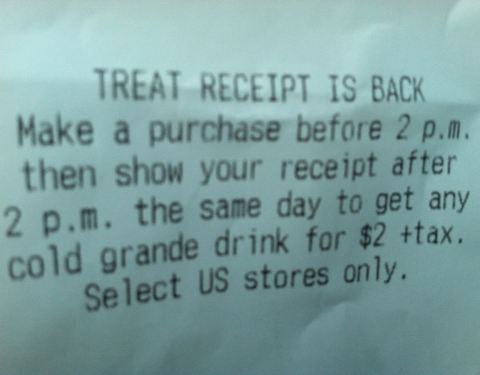 TREAT RECEIPT IS BACK
Make a purchase before 2 p.m.
then show your receipt after
2 p.m. the same day to get any
cold grande drink for $2 +tax.
Select US stores only.